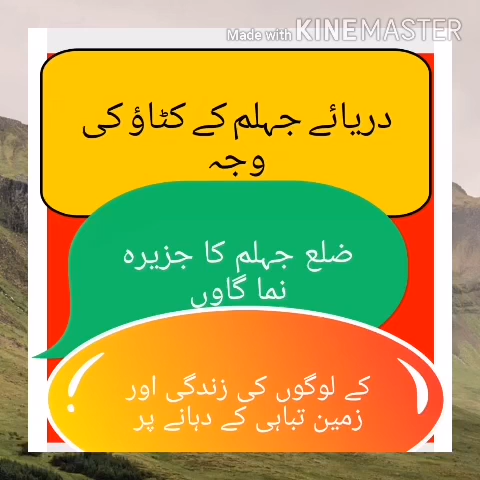 Made with KINEMASTER
دریائے جہلم کے کٹاؤ کی
وجہ
ضلع جہلم کا جزیرہ
نما گاوں
کے لوگوں کی زندگی اور
زمین تباہی کے دہانے پر